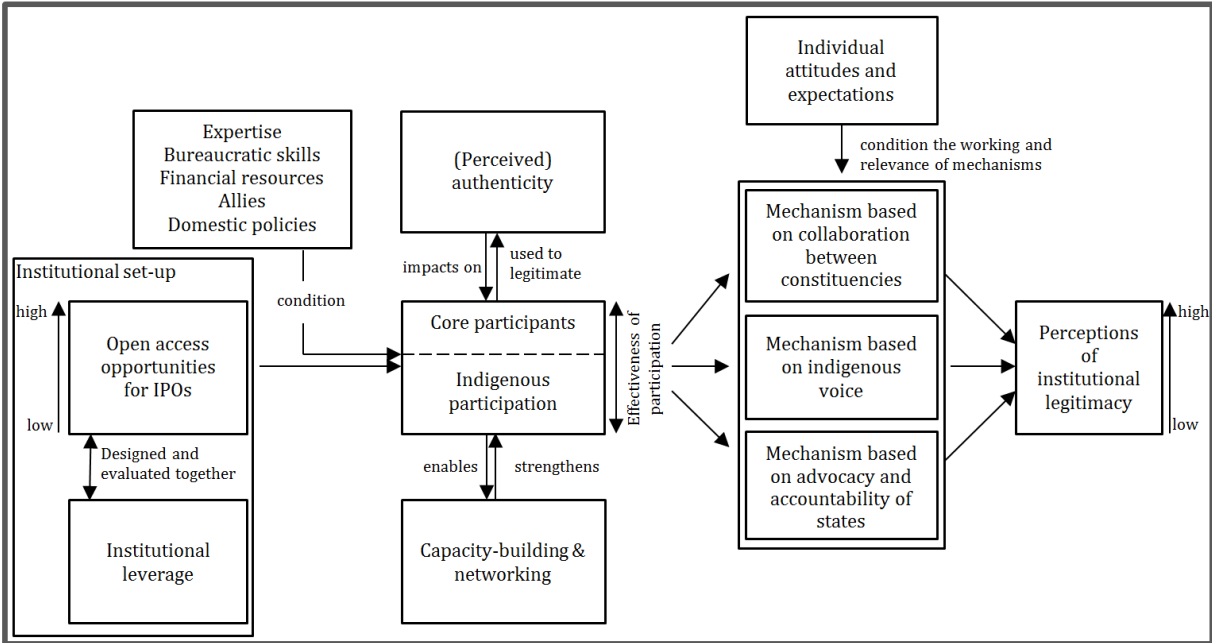 Individual
attitudes and
expectations
condition the working and
relevance of mechanisms
Expertise
Bureaucratic skills
Financial resources
Allies
Domestic policies
(Perceived)
authenticity
impacts on
used to
legitimate
Institutional set-up
high
low
Open access
opportunities
for IPOs
Designed and
evaluated together
Institutional
leverage
condition
Core participants
Indigenous
participation
Effectiveness of
participation
enables
strengthens
Capacity-building &
networking
Mechanism based
on collaboration
between
constituencies
Mechanism based
on indigenous
voice
Mechanism based
on advocacy and
accountability of
states
Perceptions
of
institutional
legitimacy
high
low